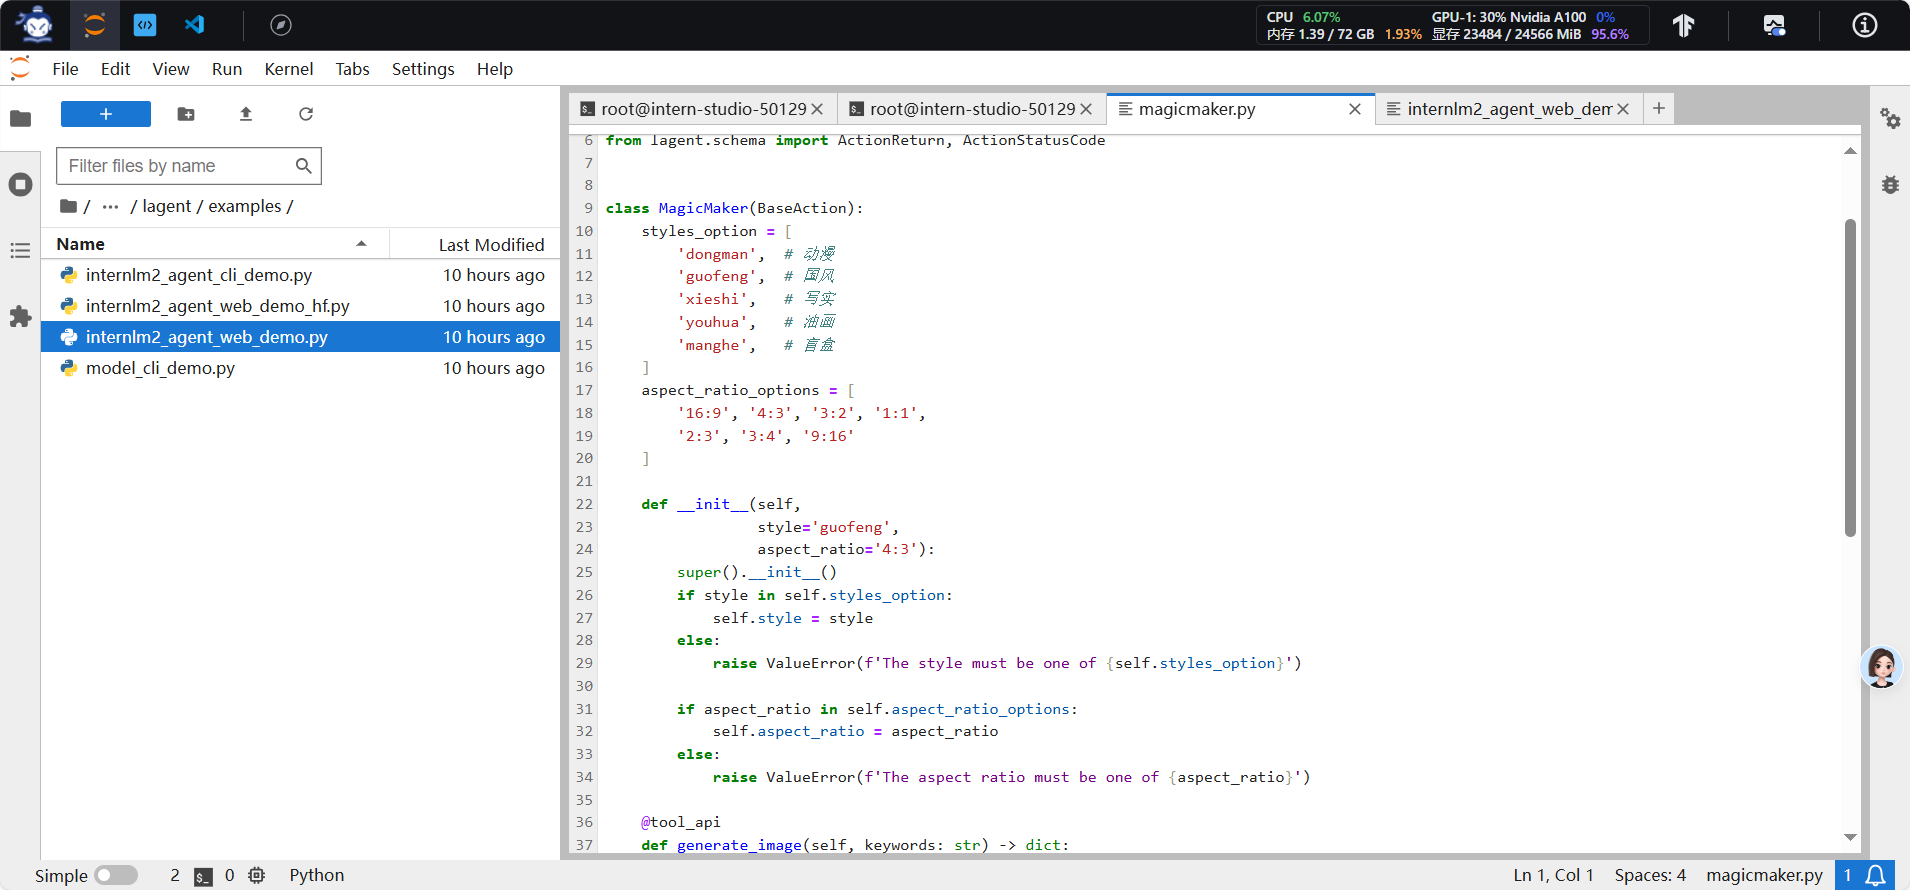 CPU 6.07% GPU-1: 30% Nvidia A100 0%
内存 1.39 / 72 GB 1.93% 显存 23484 / 24566 MiB 95.6%
File Edit View Run Kernel Tabs Settings Help
root@intern-studio-50129 root@intern-studio-50129 magicmaker.py internlm2_agent_web_dem
Filter files by name
/ ··· / lagent / examples /
Name Last Modified
internlm2_agent_cli_demo.py 10 hours ago
internlm2_agent_web_demo_hf.py 10 hours ago
internlm2_agent_web_demo.py 10 hours ago
model_cli_demo.py 10 hours ago
6 from lagent.schema import ActionReturn, ActionStatusCode
7
8
9 class MagicMaker(BaseAction):
10     styles_option = [
11         'dongman',  # 动漫
12         'guofeng',  # 国风
13         'xieshi',   # 写实
14         'youhua',   # 油画
15         'manghe',   # 盲盒
16     ]
17     aspect_ratio_options = [
18         '16:9', '4:3', '3:2', '1:1',
19         '2:3', '3:4', '9:16'
20     ]
21
22     def __init__(self,
23                  style='guofeng',
24                  aspect_ratio='4:3'):
25         super().__init__()
26         if style in self.styles_option:
27             self.style = style
28         else:
29             raise ValueError(f'The style must be one of {self.styles_option}')
30
31         if aspect_ratio in self.aspect_ratio_options:
32             self.aspect_ratio = aspect_ratio
33         else:
34             raise ValueError(f'The aspect ratio must be one of {aspect_ratio}')
35
36     @tool_api
37     def generate_image(self, keywords: str) -> dict:
Simple 2 $_ 0 Python Ln 1, Col 1 Spaces: 4 magicmaker.py 1